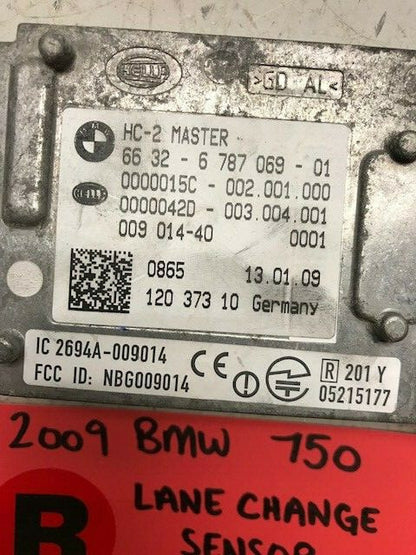 HELLA
>GD AL<
HC-2 MASTER
66 32 - 6 787 069 - 01
0000015C - 002.001.000
HELLA
0000042D - 003.004.001
009 014-40 0001
0865 13.01.09
120 373 10 Germany
IC 2694A-009014
FCC ID: NBG009014
CE
R 201 Y
05215177
2009 BMW 750
R
LANE CHANGE
SENSOR